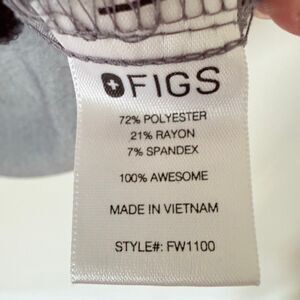 FIGS
72% POLYESTER
21% RAYON
7% SPANDEX
100% AWESOME
MADE IN VIETNAM
STYLE#: FW1100